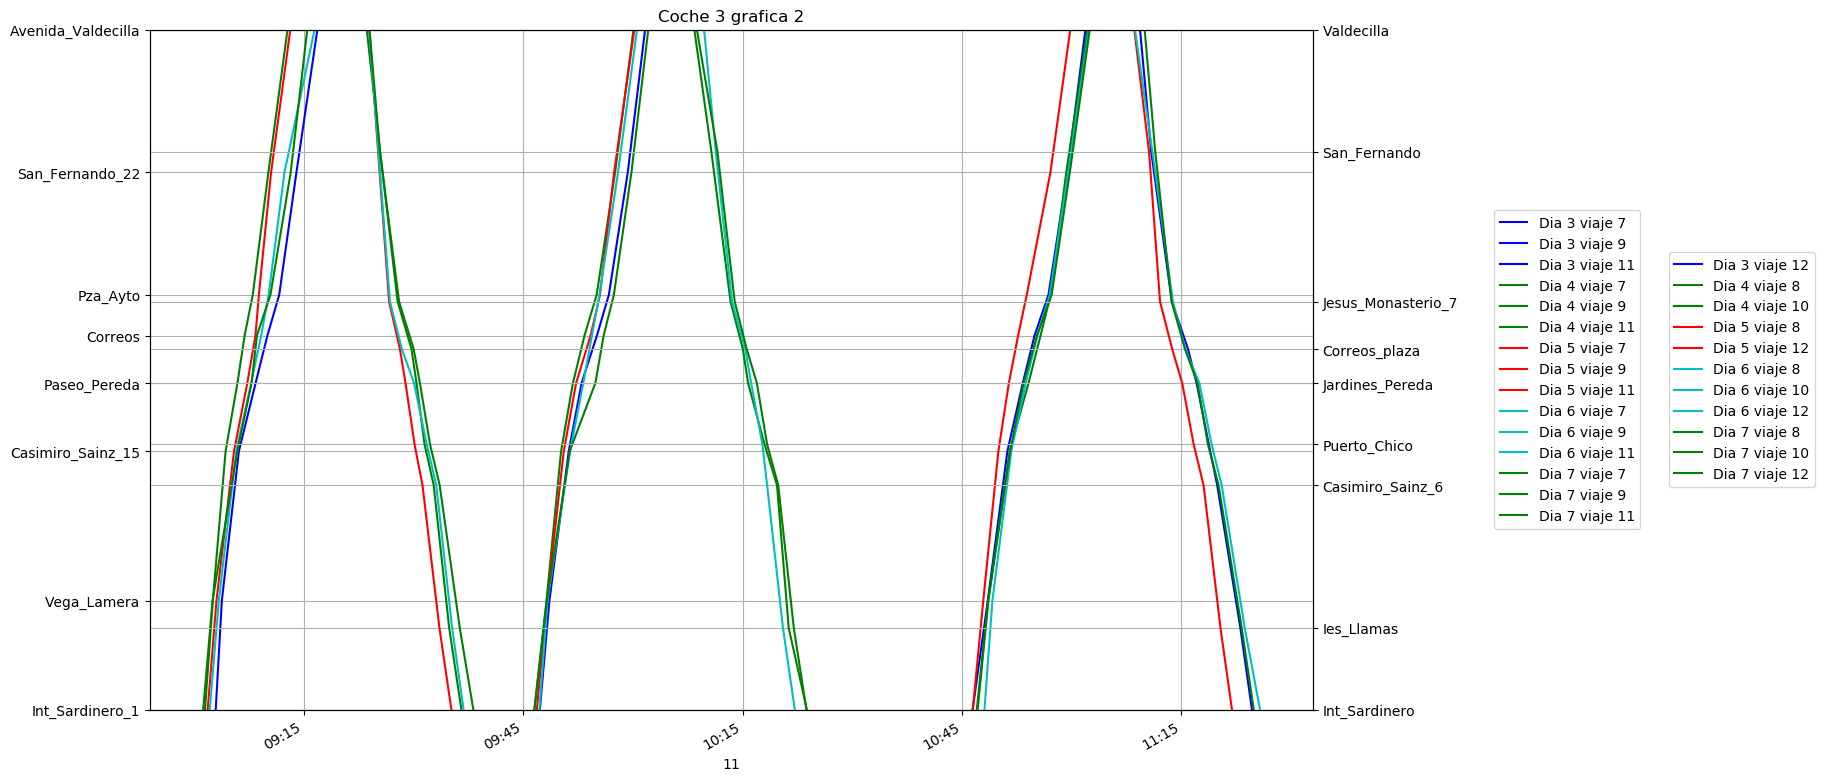 Coche 3 grafica 2
Avenida_Valdecilla
San_Fernando_22
Pza_Ayto
Correos
Paseo_Pereda
Casimiro_Sainz_15
Vega_Lamera
Int_Sardinero_1
Valdecilla
San_Fernando
Jesus_Monasterio_7
Correos_plaza
Jardines_Pereda
Puerto_Chico
Casimiro_Sainz_6
Ies_Llamas
Int_Sardinero
09:15
09:45
10:15
10:45
11:15
11
Dia 3 viaje 7
Dia 3 viaje 9
Dia 3 viaje 11
Dia 4 viaje 7
Dia 4 viaje 9
Dia 4 viaje 11
Dia 5 viaje 7
Dia 5 viaje 9
Dia 5 viaje 11
Dia 6 viaje 7
Dia 6 viaje 9
Dia 6 viaje 11
Dia 7 viaje 7
Dia 7 viaje 9
Dia 7 viaje 11
Dia 3 viaje 12
Dia 4 viaje 8
Dia 4 viaje 10
Dia 5 viaje 8
Dia 5 viaje 12
Dia 6 viaje 8
Dia 6 viaje 10
Dia 6 viaje 12
Dia 7 viaje 8
Dia 7 viaje 10
Dia 7 viaje 12